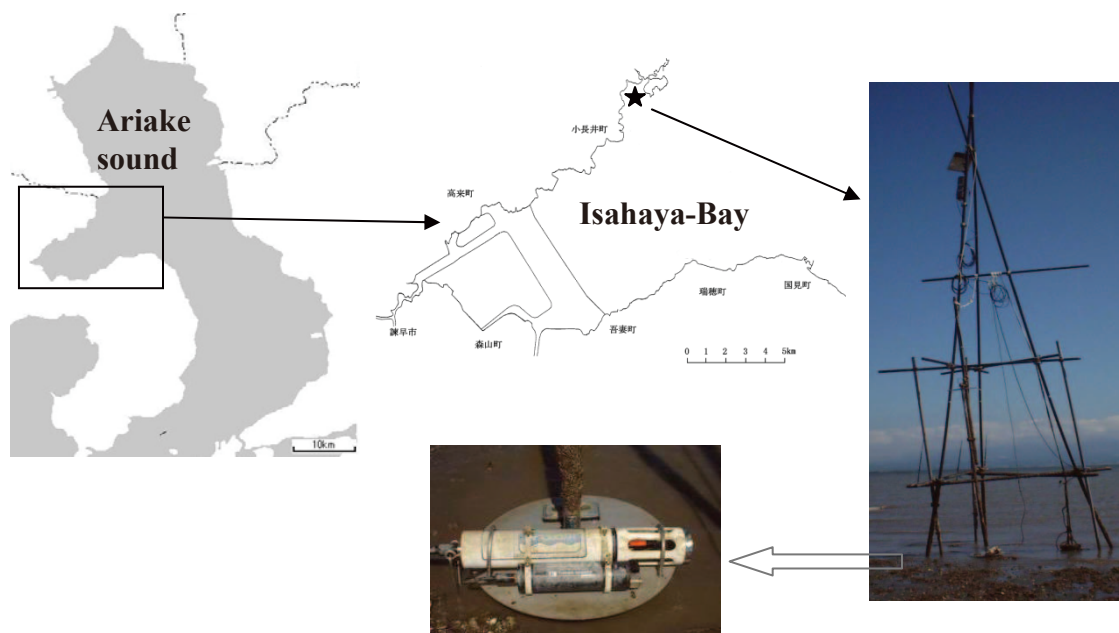 Ariake
sound
10km
小長井町
高来町
Isahaya-Bay
諫早市
森山町
吾妻町
瑞穂町
国見町
0 1 2 3 4 5km